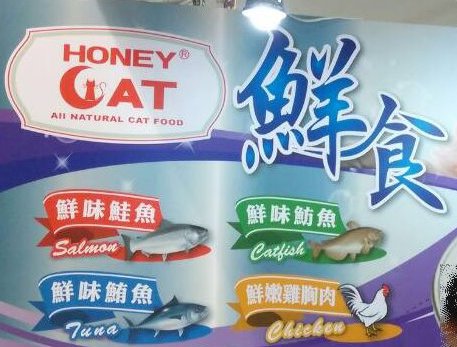 HONEY®
CAT
All NATURAL CAT FOOD
鮮食
鮮味鮭魚
Salmon
鮮味魴魚
Catfish
鮮味鮪魚
Tuna
鮮嫩雞胸肉
Chicken